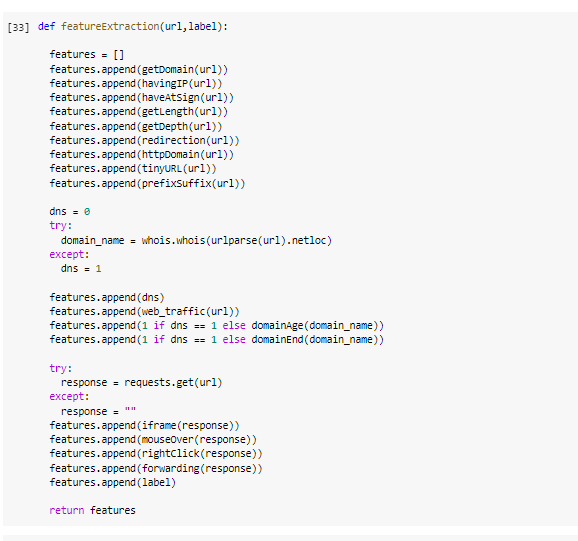 [33] def featureExtraction(url,label):
features = []
features.append(getDomain(url))
features.append(havingIP(url))
features.append(haveAtSign(url))
features.append(getLength(url))
features.append(getDepth(url))
features.append(redirection(url))
features.append(httpDomain(url))
features.append(tinyURL(url))
features.append(prefixSuffix(url))
dns = 0
try:
domain_name = whois.whois(urlparse(url).netloc)
except:
dns = 1
features.append(dns)
features.append(web_traffic(url))
features.append(1 if dns == 1 else domainAge(domain_name))
features.append(1 if dns == 1 else domainEnd(domain_name))
try:
response = requests.get(url)
except:
response = ""
features.append(iframe(response))
features.append(mouseOver(response))
features.append(rightClick(response))
features.append(forwarding(response))
features.append(label)
return features